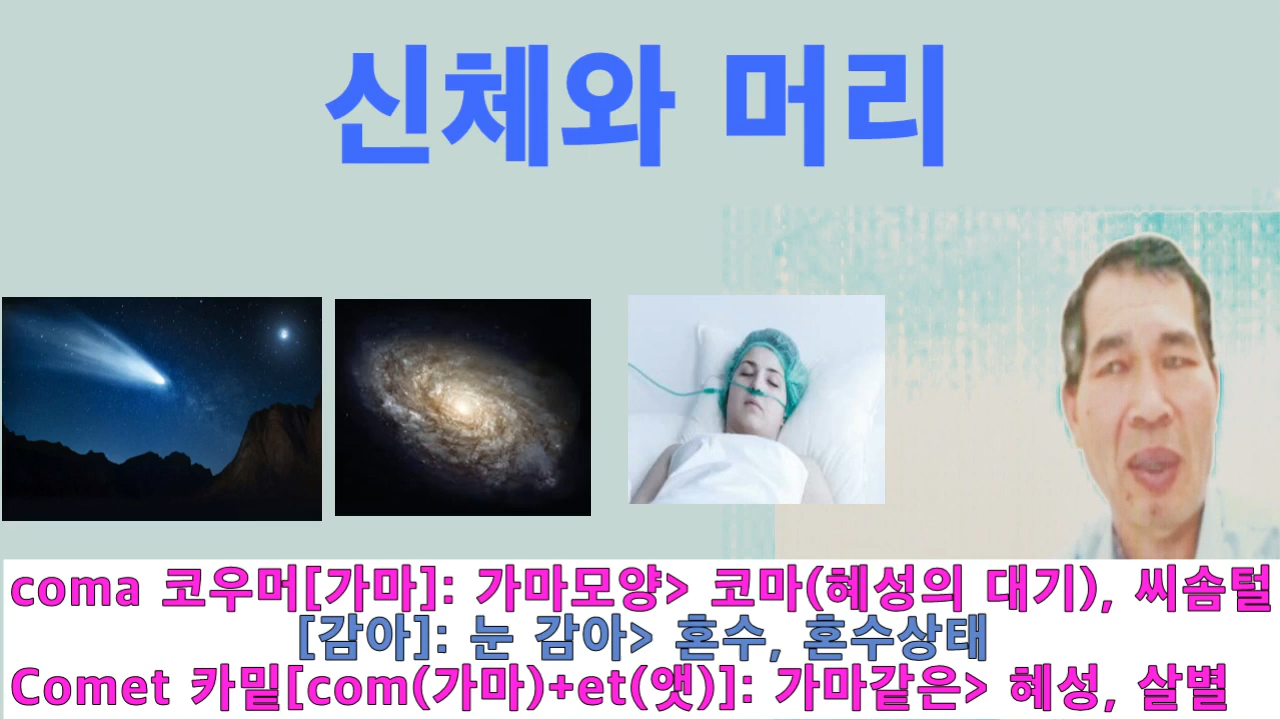 신체와 머리
coma 코우머[가마]: 가마모양> 코마(혜성의 대기), 씨솜털
[감아]: 눈 감아> 혼수, 혼수상태
Comet 카밑[com(가마)+et(앳)]: 가마같은> 혜성, 살별